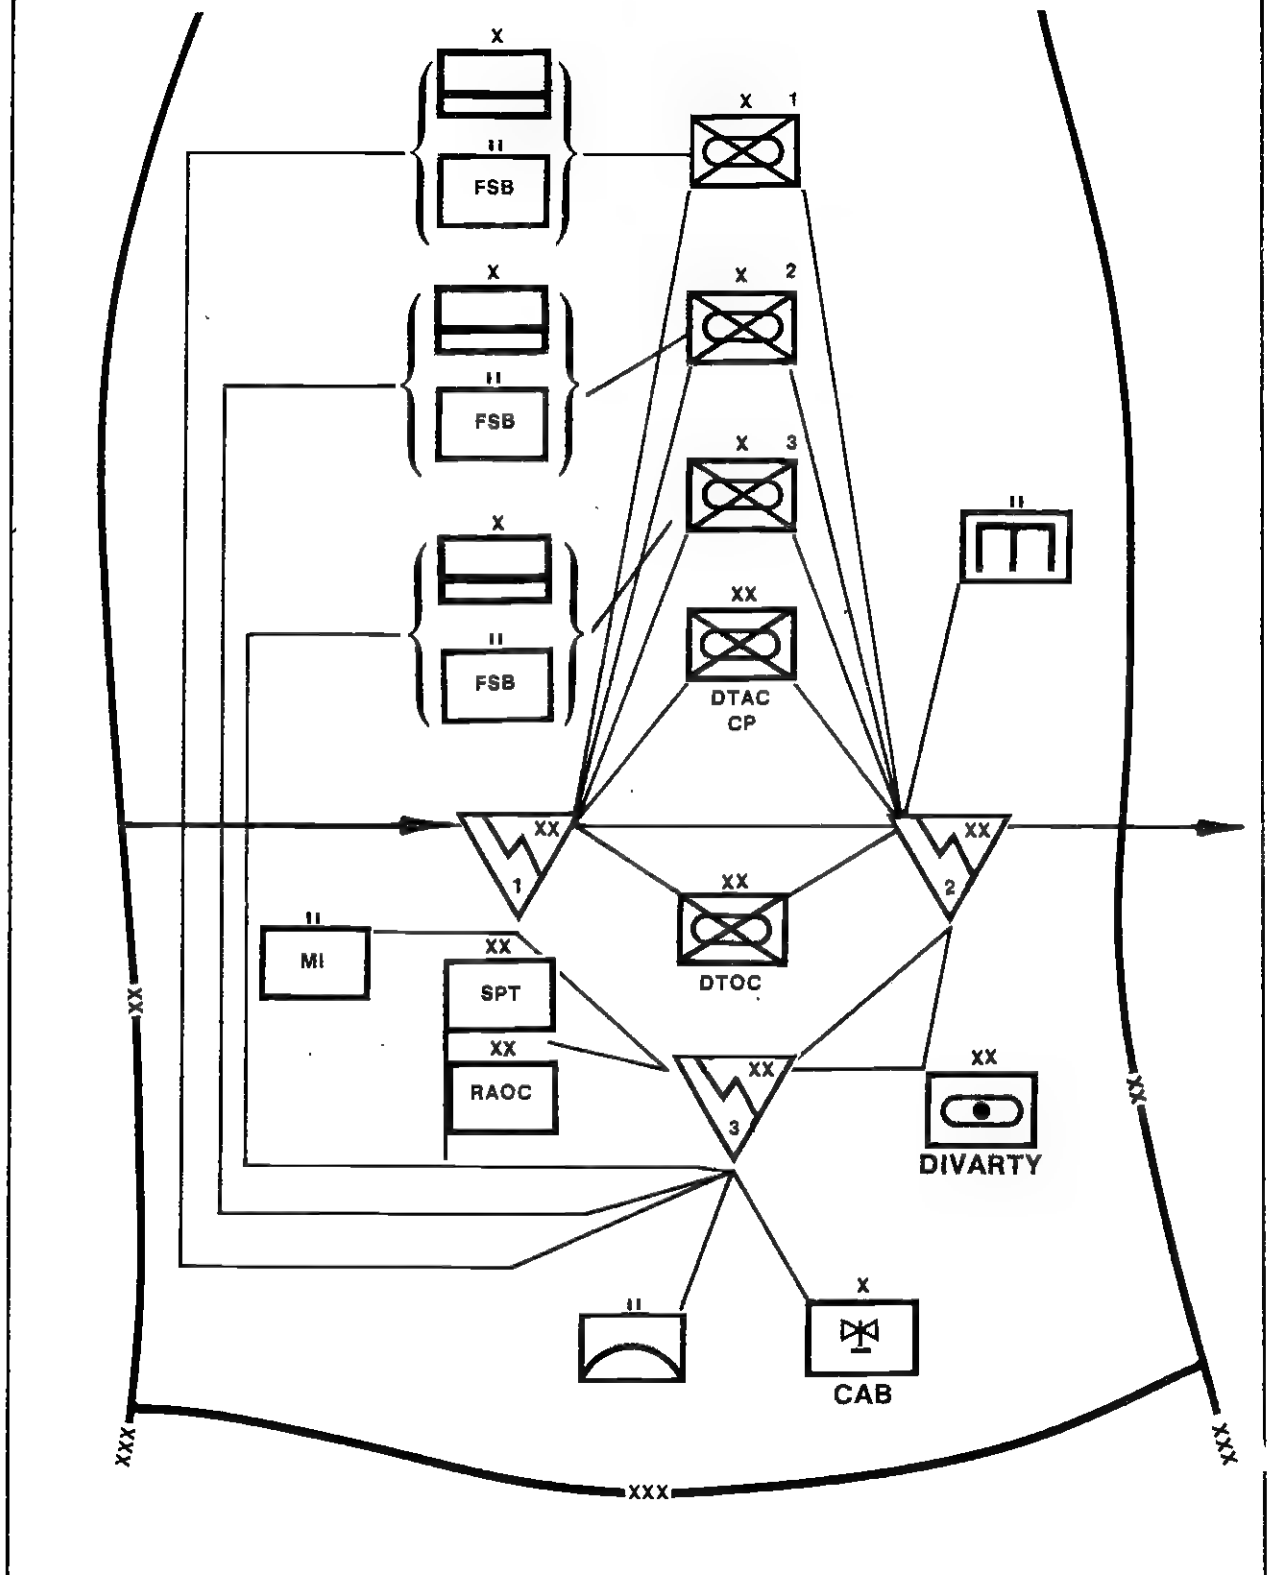 X
X 1
II
FSB
X 2
X
II
FSB
X 3
X
II
II
FSB
XX
DTAC
CP
XX
XX
1
2
XX
DTOC
II
MI
XX
SPT
XX
RAOC
XX
XX
3
XX
XX
DIVARTY
XX
II
X
CAB
XXX
XXX
XXX